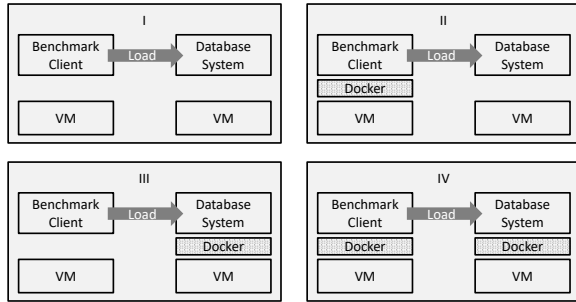 I
Benchmark
Client
Load
Database
System
VM
VM
II
Benchmark
Client
Load
Database
System
Docker
VM
VM
III
Benchmark
Client
Load
Database
System
Docker
VM
VM
IV
Benchmark
Client
Load
Database
System
Docker
Docker
VM
VM